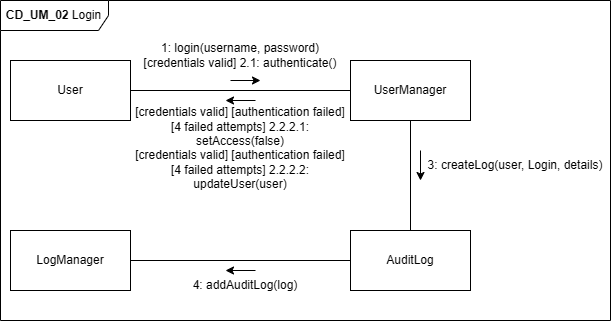 CD_UM_02 Login
1: login(username, password)
[credentials valid] 2.1: authenticate()
User
UserManager
[credentials valid] [authentication failed]
[4 failed attempts] 2.2.2.1:
setAccess(false)
[credentials valid] [authentication failed]
[4 failed attempts] 2.2.2.2:
updateUser(user)
3: createLog(user, Login, details)
LogManager
AuditLog
4: addAuditLog(log)